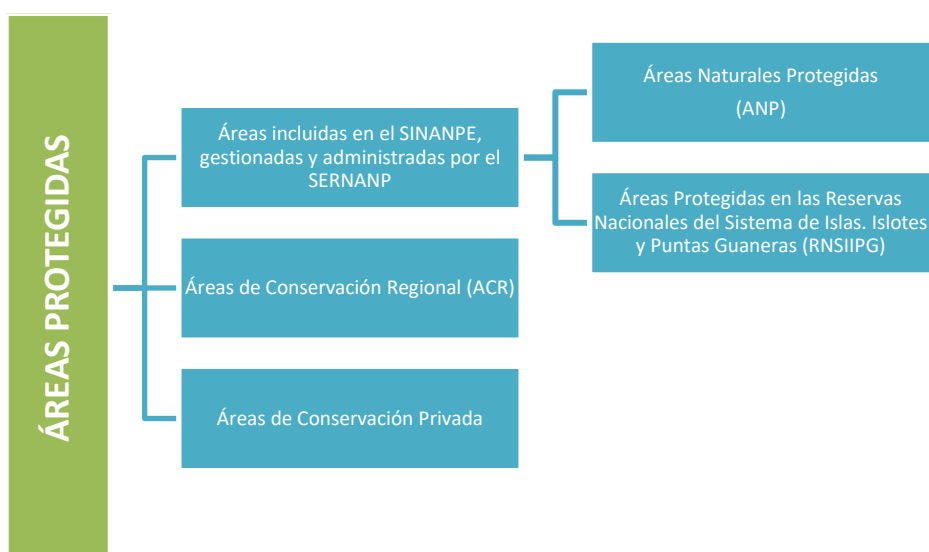 ÁREAS PROTEGIDAS
Áreas incluidas en el SINANPE,
gestionadas y administradas por el
SERNANP
Áreas Naturales Protegidas
(ANP)
Áreas Protegidas en las Reservas
Nacionales del Sistema de Islas. Islotes
y Puntas Guaneras (RNSIIPG)
Áreas de Conservación Regional (ACR)
Áreas de Conservación Privada